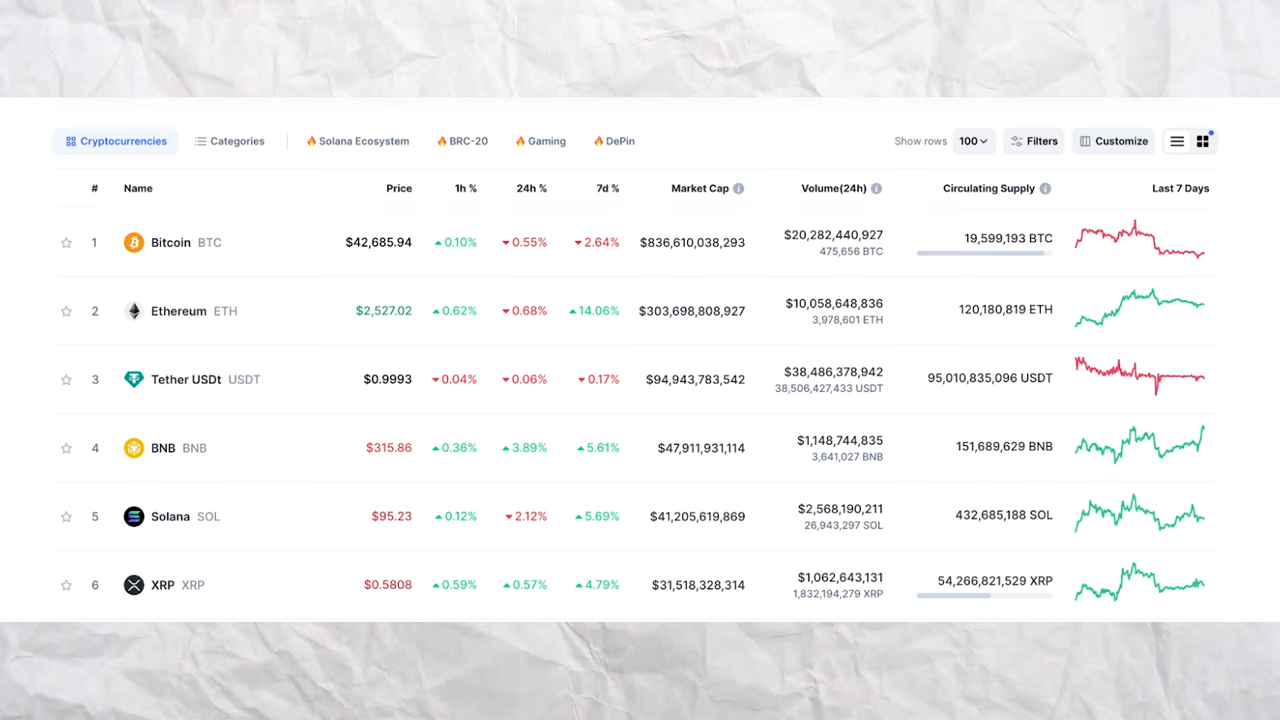 Cryptocurrencies Categories Solana Ecosystem BRC-20 Gaming DePin Show rows 100 Filters Customize
# Name Price 1h % 24h % 7d % Market Cap Volume(24h) Circulating Supply Last 7 Days
1 Bitcoin BTC $42,685.94 0.10% 0.55% 2.64% $836,610,038,293 $20,282,440,927 19,599,193 BTC
475,656 BTC
2 Ethereum ETH $2,527.02 0.62% 0.68% 14.06% $303,698,808,927 $10,058,648,836 120,180,819 ETH
3,978,601 ETH
3 Tether USDt USDT $0.9993 0.04% 0.06% 0.17% $94,943,783,542 $38,486,378,942 95,010,835,096 USDT
38,506,427,433 USDT
4 BNB BNB $315.86 0.36% 3.89% 5.61% $47,911,931,114 $1,148,744,835 151,689,629 BNB
3,641,027 BNB
5 Solana SOL $95.23 0.12% 2.12% 5.69% $41,205,619,869 $2,568,190,211 432,685,188 SOL
26,943,297 SOL
6 XRP XRP $0.5808 0.59% 0.57% 4.79% $31,518,328,314 $1,062,643,131 54,266,821,529 XRP
1,832,194,279 XRP